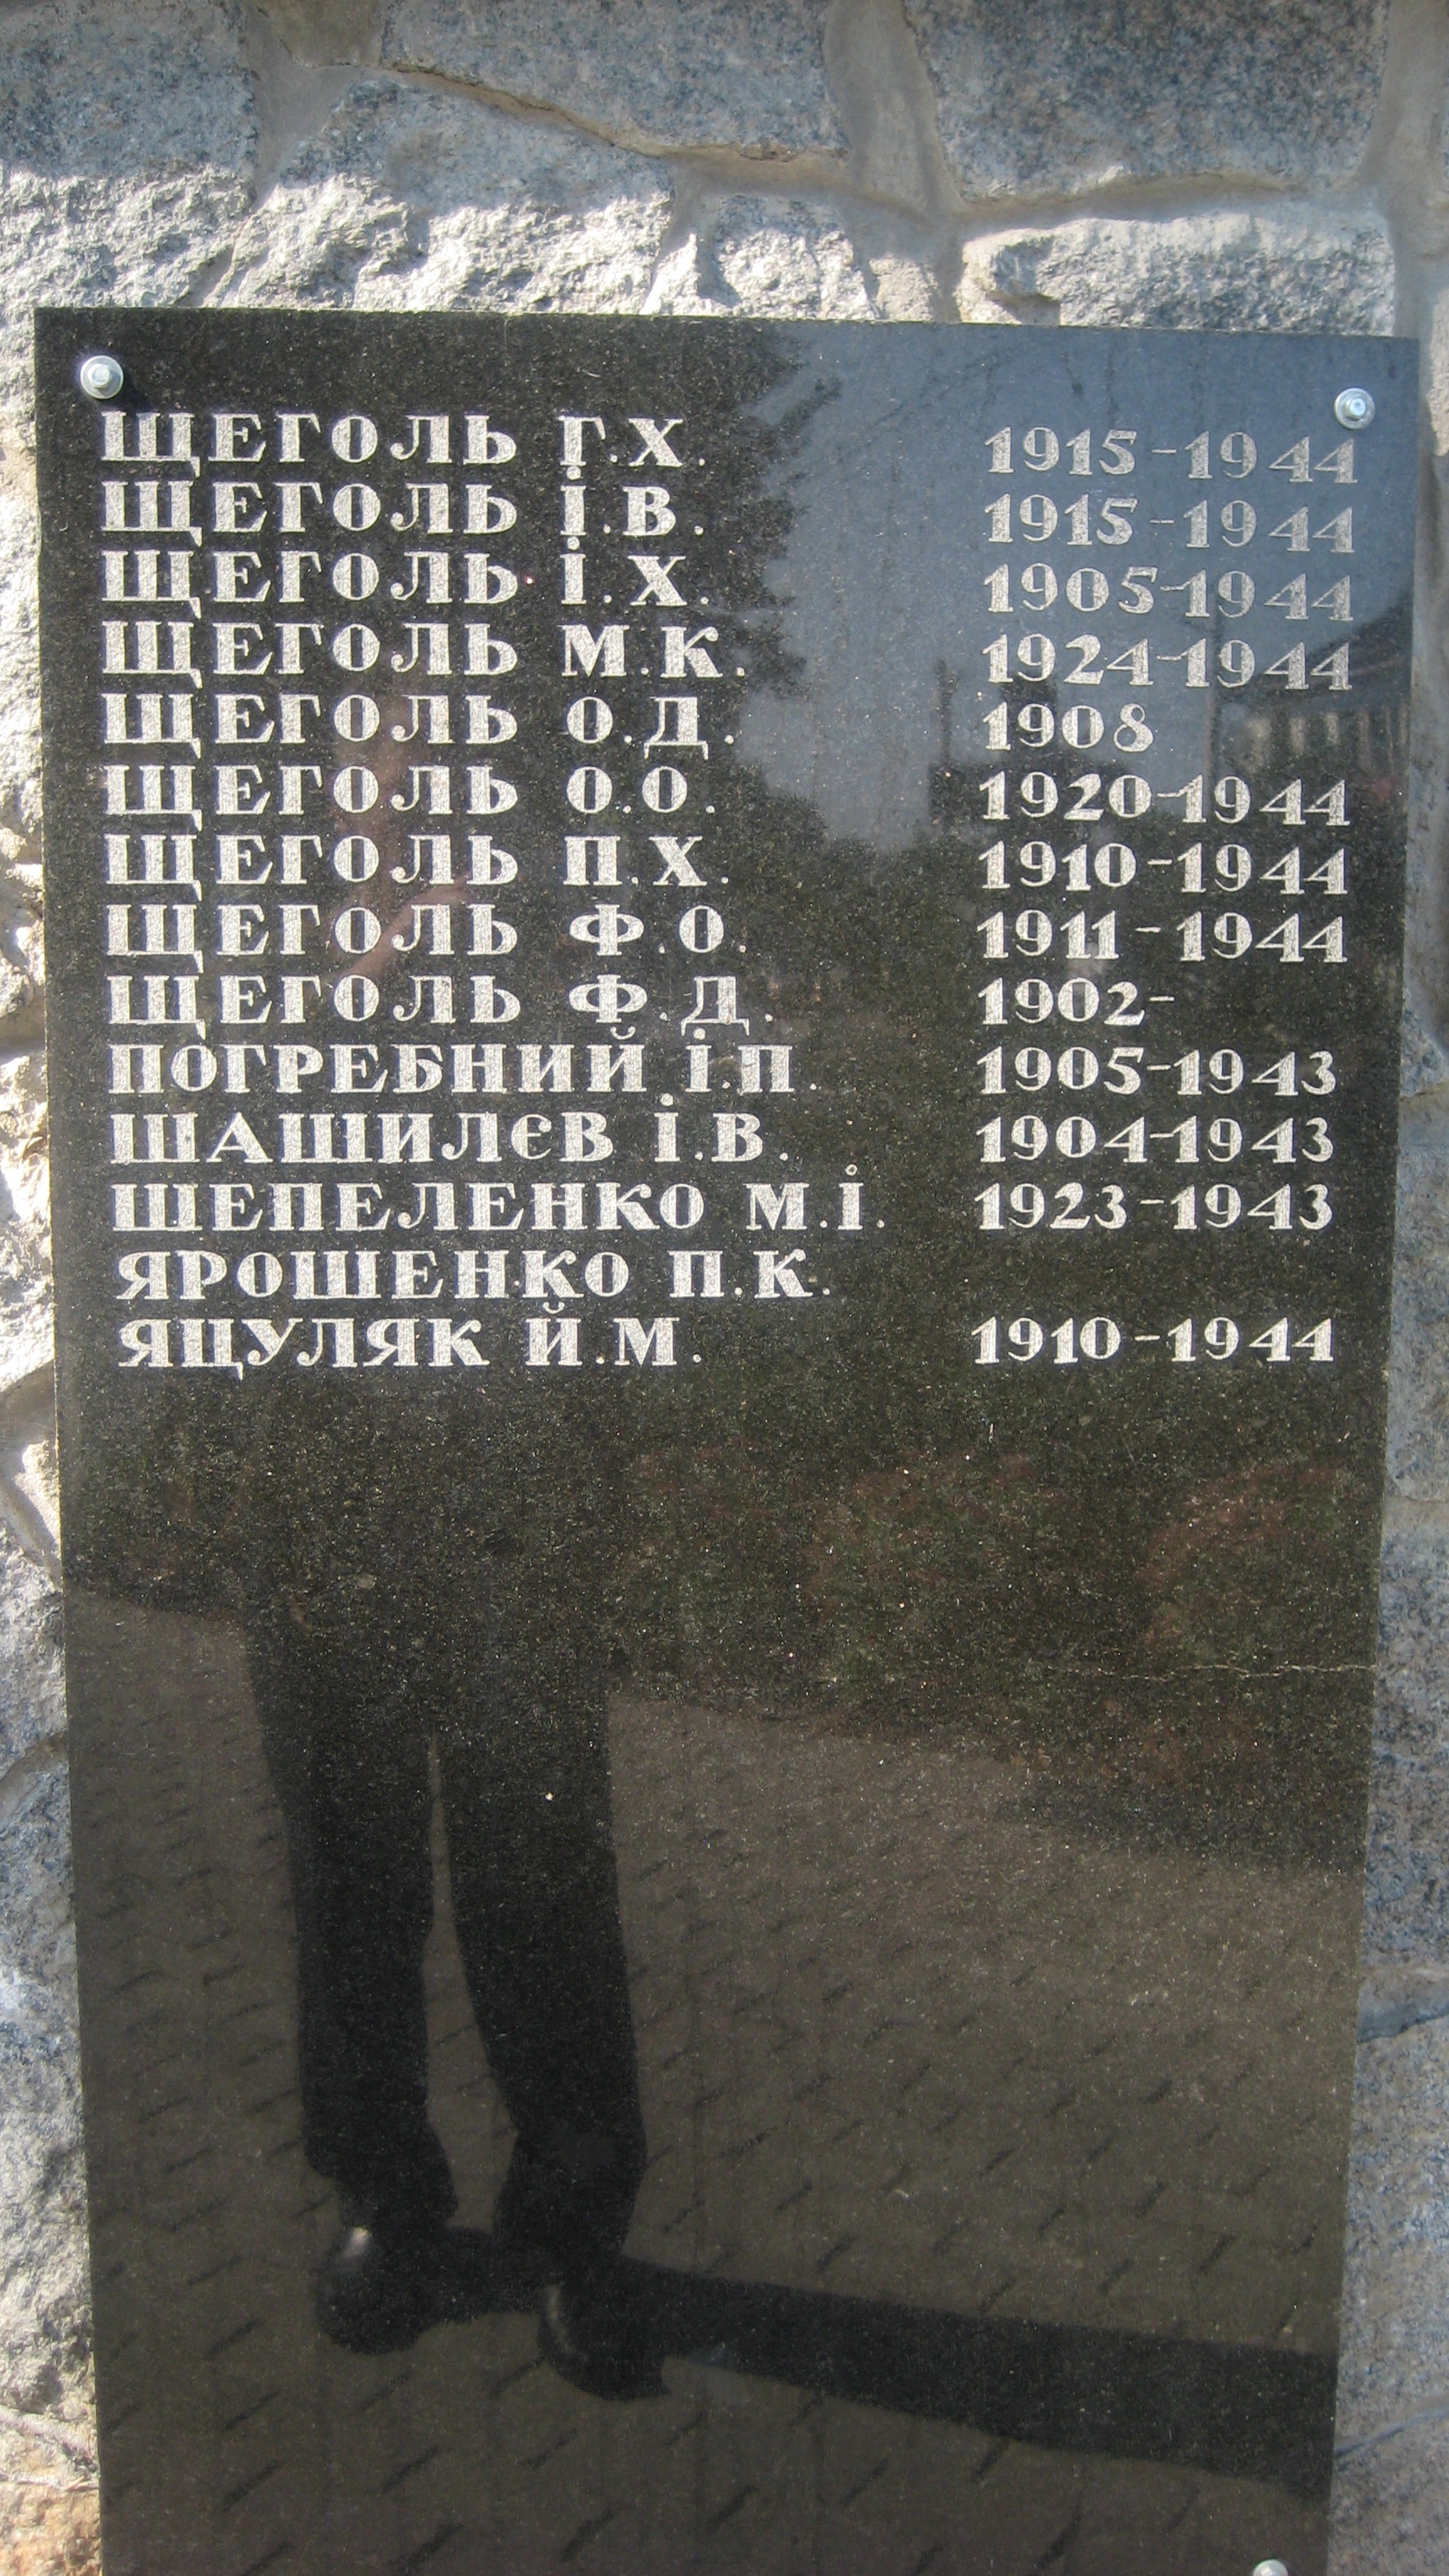 ЩЕГОЛЬ Г.Х. 1915-1944
ЩЕГОЛЬ І.В. 1915-1944
ЩЕГОЛЬ І.Х. 1905-1944
ЩЕГОЛЬ М.К. 1924-1944
ЩЕГОЛЬ О.Д. 1908
ЩЕГОЛЬ О.О. 1920-1944
ЩЕГОЛЬ П.Х. 1910-1944
ЩЕГОЛЬ Ф.О. 1911-1944
ЩЕГОЛЬ Ф.Д. 1902-
ПОГРЕБНИЙ І.П. 1905-1943
ШАШИЛЄВ І.В. 1904-1943
ШЕПЕЛЕНКО М.І. 1923-1943
ЯРОШЕНКО П.К.
ЯЦУЛЯК Й.М. 1910-1944